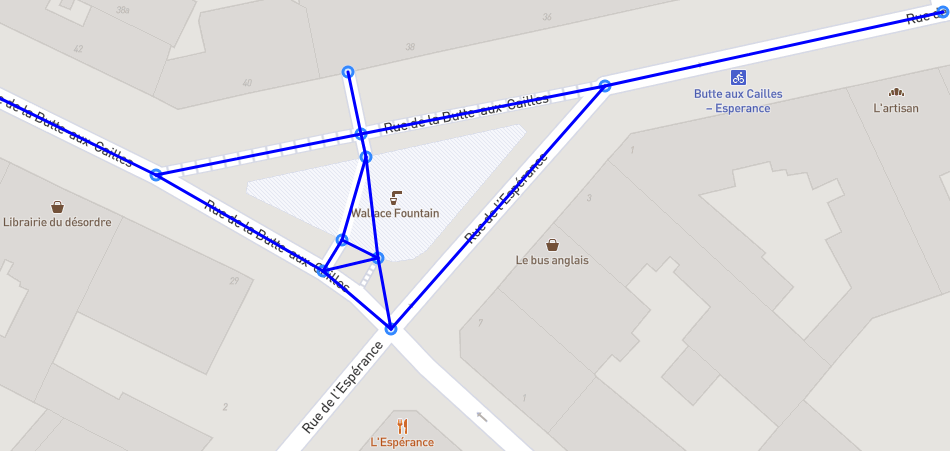 38a
36
42
38
40
Rue d
Butte aux Cailles
– Esperance
L'artisan
Rue de la Butte-aux-Cailles
e de la Butte-aux-Cailles
1
Librairie du désordre
Wallace Fountain
Rue de l'Espérance
3
Rue de la Butte-aux-Cailles
Le bus anglais
29
7
Rue de l'Espérance
2
1
L'Espérance